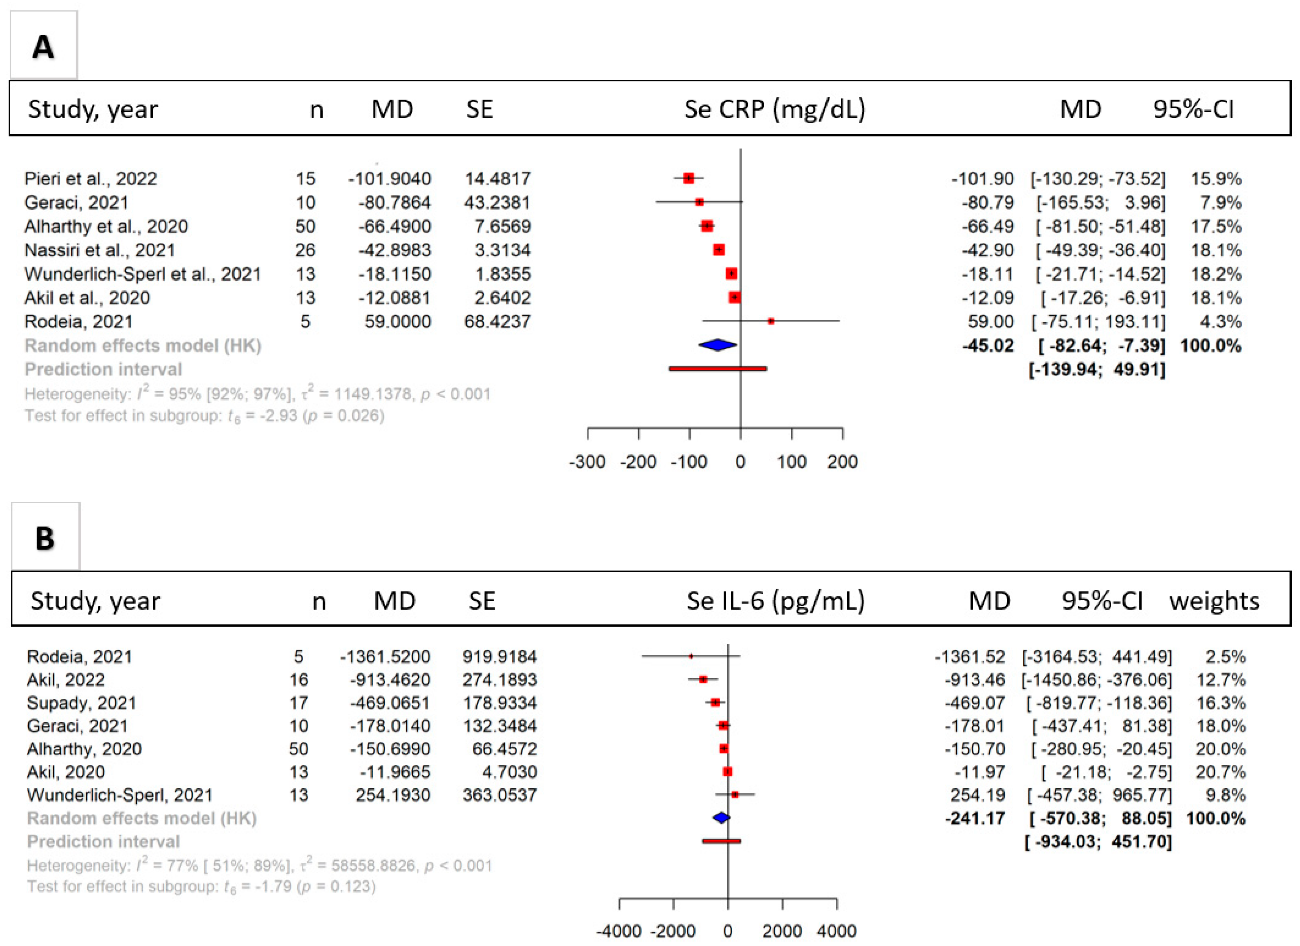 A
Study, year n MD SE Se CRP (mg/dL) MD 95%-CI
Pieri et al., 2022 15 -101.9040 14.4817 -101.90 [-130.29; -73.52] 15.9%
Geraci, 2021 10 -80.7864 43.2381 -80.79 [-165.53; 3.96] 7.9%
Alharthy et al., 2020 50 -66.4900 7.6569 -66.49 [ -81.50; -51.48] 17.5%
Nassiri et al., 2021 26 -42.8983 3.3134 -42.90 [ -49.39; -36.40] 18.1%
Wunderlich-Sperl et al., 2021 13 -18.1150 1.8355 -18.11 [ -21.71; -14.52] 18.2%
Akil et al., 2020 13 -12.0881 2.6402 -12.09 [ -17.26; -6.91] 18.1%
Rodeia, 2021 5 59.0000 68.4237 59.00 [ -75.11; 193.11] 4.3%
Random effects model (HK) -45.02 [ -82.64; -7.39] 100.0%
Prediction interval [-139.94; 49.91]
Heterogeneity: I² = 95% [92%; 97%], τ² = 1149.1378, p < 0.001
Test for effect in subgroup: t₆ = -2.93 (p = 0.026)
-300 -200 -100 0 100 200
B
Study, year n MD SE Se IL-6 (pg/mL) MD 95%-CI weights
Rodeia, 2021 5 -1361.5200 919.9184 -1361.52 [-3164.53; 441.49] 2.5%
Akil, 2022 16 -913.4620 274.1893 -913.46 [-1450.86; -376.06] 12.7%
Supady, 2021 17 -469.0651 178.9334 -469.07 [ -819.77; -118.36] 16.3%
Geraci, 2021 10 -178.0140 132.3484 -178.01 [ -437.41; 81.38] 18.0%
Alharthy, 2020 50 -150.6990 66.4572 -150.70 [ -280.95; -20.45] 20.0%
Akil, 2020 13 -11.9665 4.7030 -11.97 [ -21.18; -2.75] 20.7%
Wunderlich-Sperl, 2021 13 254.1930 363.0537 254.19 [ -457.38; 965.77] 9.8%
Random effects model (HK) -241.17 [ -570.38; 88.05] 100.0%
Prediction interval [ -934.03; 451.70]
Heterogeneity: I² = 77% [ 51%; 89%], τ² = 58558.8826, p < 0.001
Test for effect in subgroup: t₆ = -1.79 (p = 0.123)
-4000 -2000 0 2000 4000